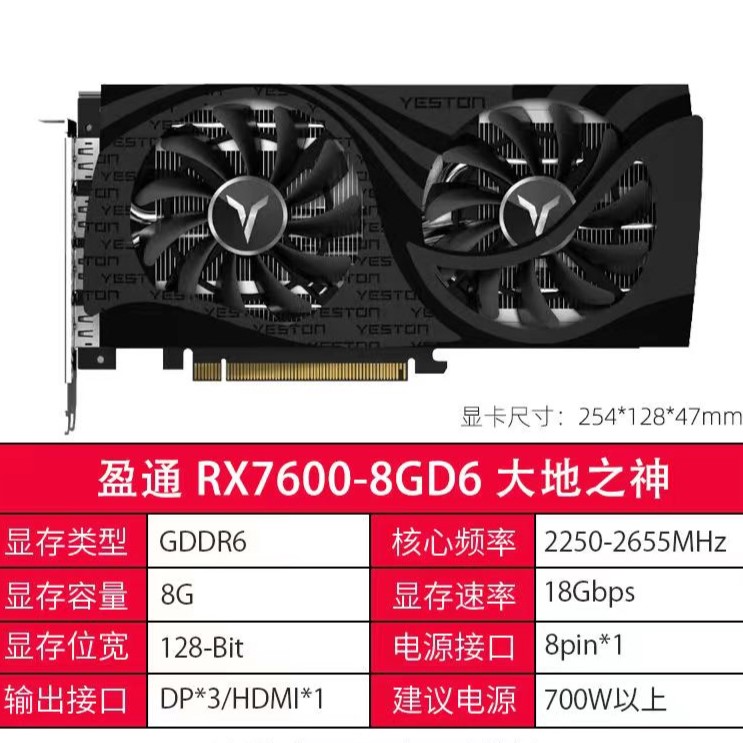 YESTON
YESTON
YESTON
YESTON
YESTON
YESTON
显卡尺寸：254*128*47mm
盈通 RX7600-8GD6 大地之神
显存类型 GDDR6 核心频率 2250-2655MHz
显存容量 8G 显存速率 18Gbps
显存位宽 128-Bit 电源接口 8pin*1
输出接口 DP*3/HDMI*1 建议电源 700W以上